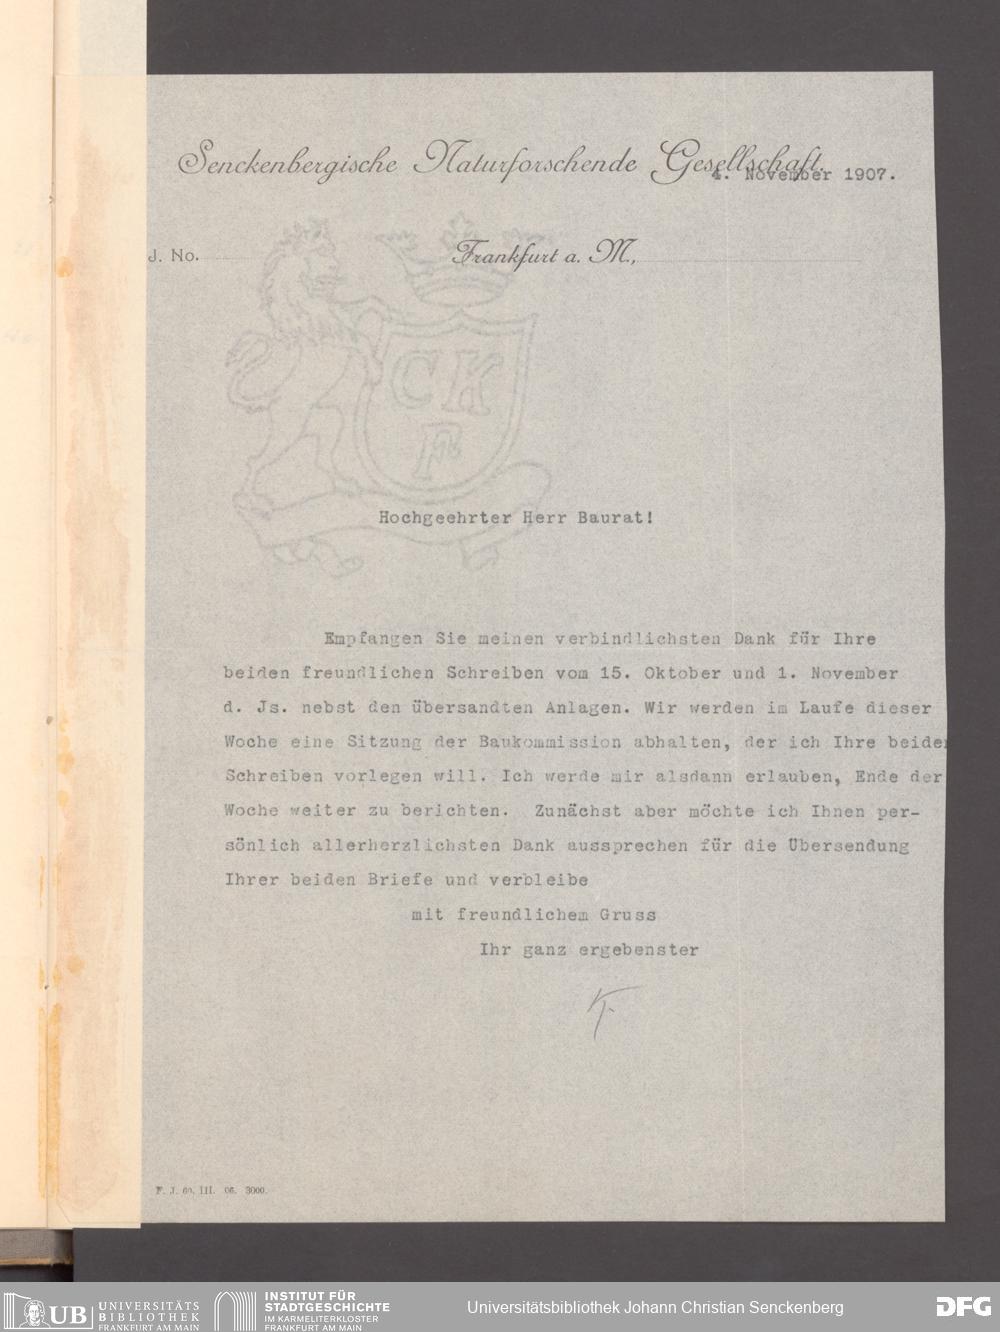 Senckenbergische Naturforschende Gesellschaft.
4. November 1907.
J. No.
Frankfurt a. M.,
CK
F
Hochgeehrter Herr Baurat!
Empfangen Sie meinen verbindlichsten Dank für Ihre
beiden freundlichen Schreiben vom 15. Oktober und 1. November
d. Js. nebst den übersandten Anlagen. Wir werden im Laufe dieser
Woche eine Sitzung der Baukommission abhalten, der ich Ihre beiden
Schreiben vorlegen will. Ich werde mir alsdann erlauben, Ende der
Woche weiter zu berichten. Zunächst aber möchte ich Ihnen per-
sönlich allerherzlichsten Dank aussprechen für die Übersendung
Ihrer beiden Briefe und verbleibe
mit freundlichem Gruss
Ihr ganz ergebenster
F. J. 60. III. 06. 3000.
UB UNIVERSITÄTS
BIBLIOTHEK
FRANKFURT AM MAIN
INSTITUT FÜR
STADTGESCHICHTE
IM KARMELITERKLOSTER
FRANKFURT AM MAIN
Universitätsbibliothek Johann Christian Senckenberg
DFG